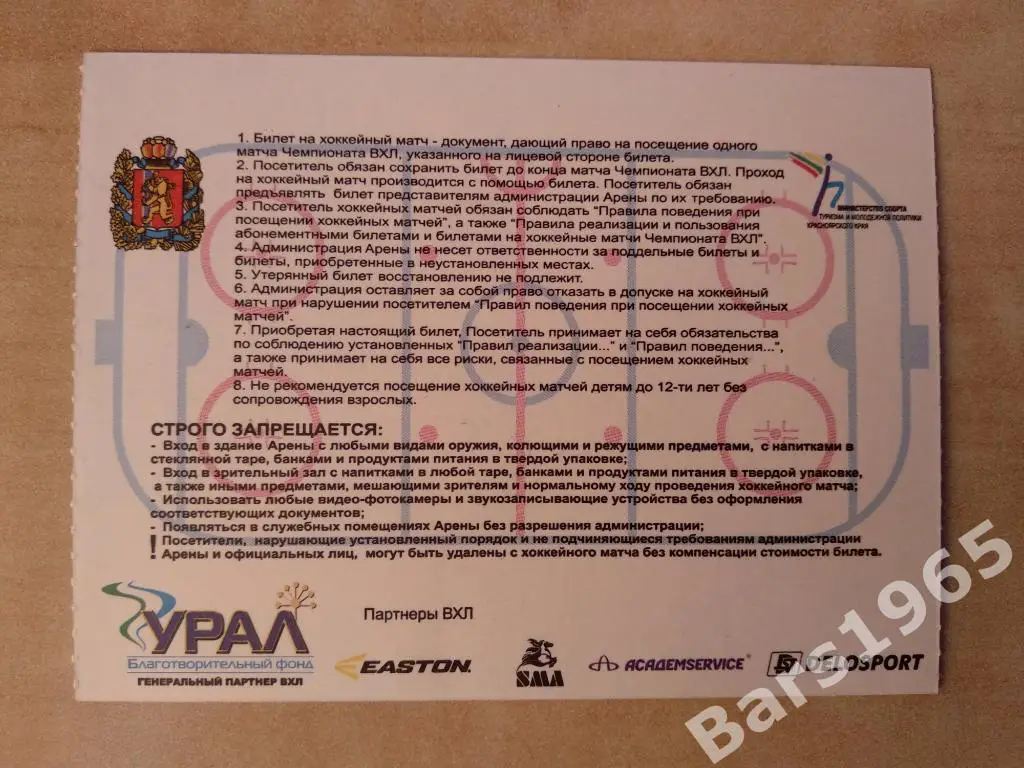 1. Билет на хоккейный матч - документ, дающий право на посещение одного
матча Чемпионата ВХЛ, указанного на лицевой стороне билета.
2. Посетитель обязан сохранить билет до конца матча Чемпионата ВХЛ. Проход
на хоккейный матч производится с помощью билета. Посетитель обязан
предъявлять билет представителям администрации Арены по их требованию.
3. Посетитель хоккейных матчей обязан соблюдать "Правила поведения при
посещении хоккейных матчей", а также "Правила реализации и пользования
абонементными билетами и билетами на хоккейные матчи Чемпионата ВХЛ".
4. Администрация Арены не несет ответственности за поддельные билеты и
билеты, приобретенные в неустановленных местах.
5. Утерянный билет восстановлению не подлежит.
6. Администрация оставляет за собой право отказать в допуске на хоккейный
матч при нарушении посетителем "Правил поведения при посещении хоккейных
матчей".
7. Приобретая настоящий билет, Посетитель принимает на себя обязательства
по соблюдению установленных "Правил реализации..." и "Правил поведения...",
а также принимает на себя все риски, связанные с посещением хоккейных
матчей.
8. Не рекомендуется посещение хоккейных матчей детям до 12-ти лет без
сопровождения взрослых.
МИНИСТЕРСТВО СПОРТА
ТУРИЗМА И МОЛОДЕЖНОЙ ПОЛИТИКИ
КРАСНОЯРСКОГО КРАЯ
СТРОГО ЗАПРЕЩАЕТСЯ:
- Вход в здание Арены с любыми видами оружия, колющими и режущими предметами, с напитками в
стеклянной таре, банками и продуктами питания в твердой упаковке;
- Вход в зрительный зал с напитками в любой таре, банками и продуктами питания в твердой упаковке,
а также иными предметами, мешающими зрителям и нормальному ходу проведения хоккейного матча;
- Использовать любые видео-фотокамеры и звукозаписывающие устройства без оформления
соответствующих документов;
- Появляться в служебных помещениях Арены без разрешения администрации;
! Посетители, нарушающие установленный порядок и не подчиняющиеся требованиям администрации
Арены и официальных лиц, могут быть удалены с хоккейного матча без компенсации стоимости билета.
УРАЛ
Благотворительный фонд
ГЕНЕРАЛЬНЫЙ ПАРТНЕР ВХЛ
Партнеры ВХЛ
EASTON
SMA
ACADEMSERVICE
DELOSPORT
Bars1965